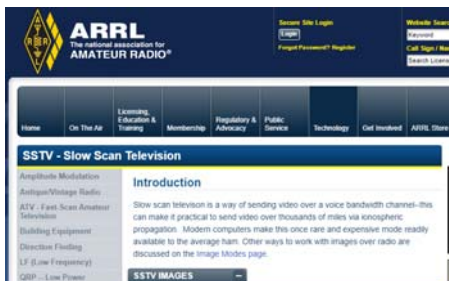 ARRL
The national association for
AMATEUR RADIO®
Secure Site Login
Login
Forgot Password? Register
Website Sear
Keyword
Call Sign / Na
Search Licens
Home
On The Air
Licensing,
Education &
Training
Membership
Regulatory &
Advocacy
Public
Service
Technology
Get Involved
ARRL Store
SSTV - Slow Scan Television
Amplitude Modulation
Antique/Vintage Radio
ATV - Fast-Scan Amateur
Television
Building Equipment
Direction Finding
LF (Low Frequency)
QRP -- Low Power
Introduction
Slow scan television is a way of sending video over a voice bandwidth channel--this
can make it practical to send video over thousands of miles via ionospheric
propagation Modern computers make this once rare and expensive mode readily
available to the average ham. Other ways to work with images over radio are
discussed on the Image Modes page.
SSTV IMAGES